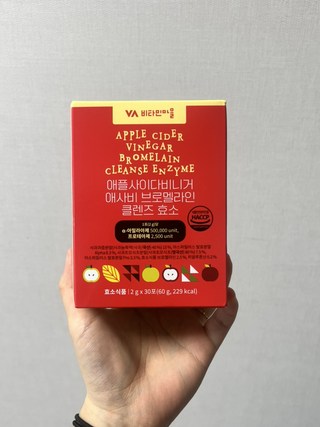 VA 비타민마을
APPLE CIDER
VINEGAR
BROMELAIN
CLEANSE ENZYME
애플사이다비니거
애사비 브로멜라인
클렌즈 효소
α-아밀라아제 500,000 unit,
프로테아제 2,500 unit
HACCP
효소식품 | 2 g x 30포(60 g, 229 kcal)